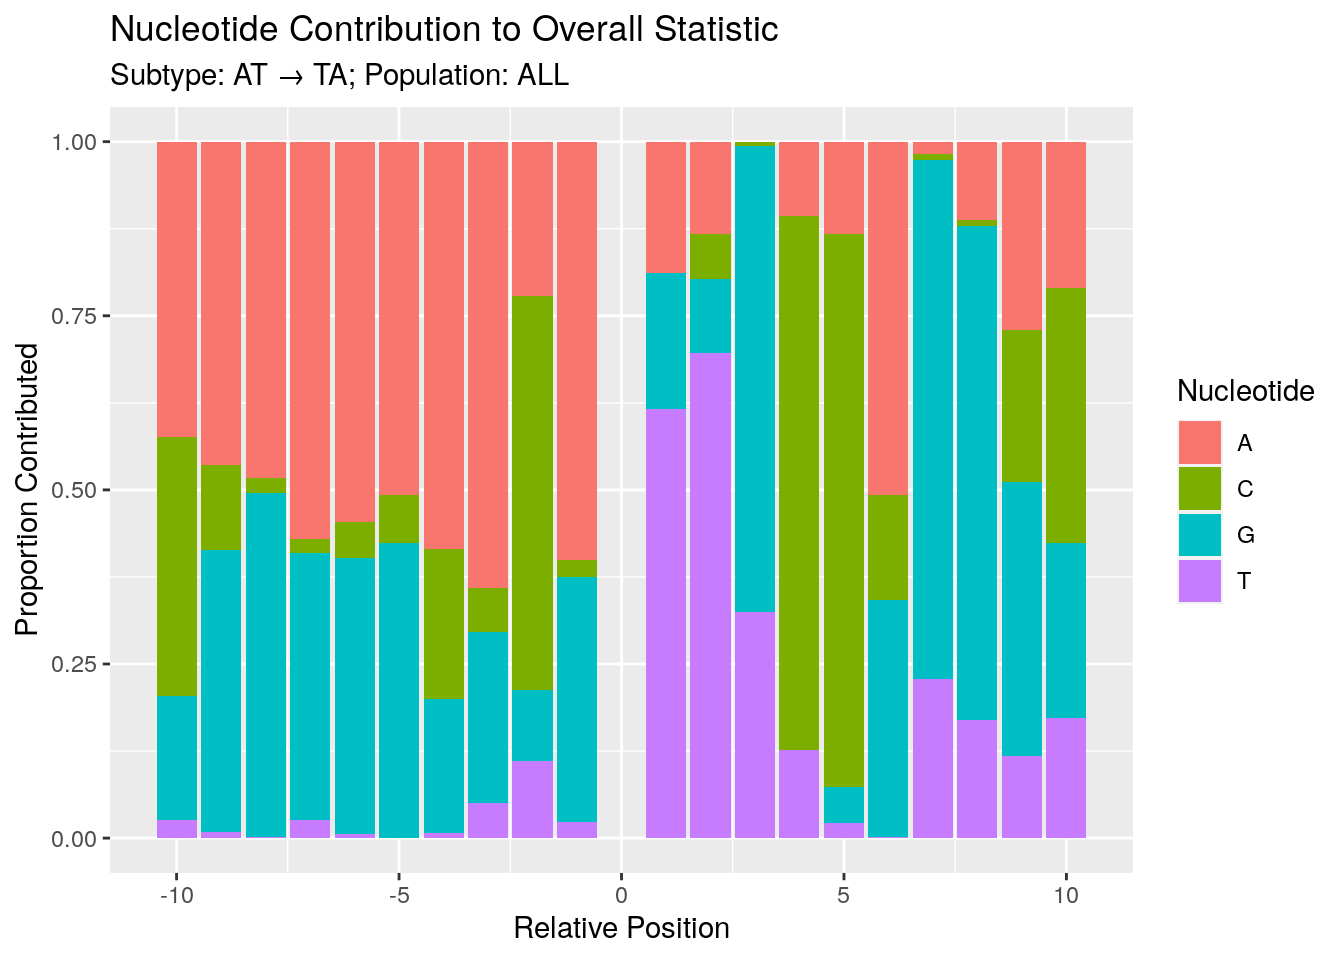 Nucleotide Contribution to Overall Statistic
Subtype: AT → TA; Population: ALL
1.00
0.75
0.50
0.25
0.00
Proportion Contributed
-10
-5
0
5
10
Relative Position
Nucleotide
A
C
G
T